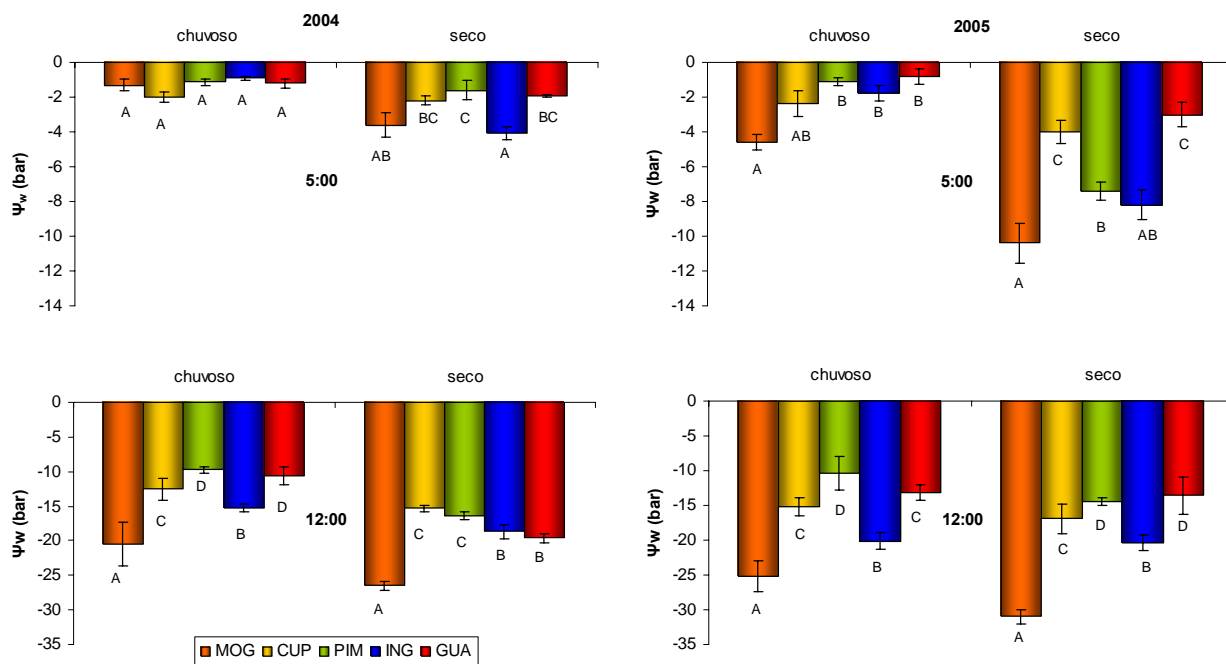 2004
chuvoso seco
0
-2
-4
-6
-8
-10
-12
-14
Ψw (bar)
5:00
A A A A A
AB BC C A BC
2005
chuvoso seco
0
-2
-4
-6
-8
-10
-12
-14
Ψw (bar)
5:00
A AB B B B
A C B AB C
chuvoso seco
0
-5
-10
-15
-20
-25
-30
-35
Ψw (bar)
12:00
A C D B D
A C C B B
MOG CUP PIM ING GUA
chuvoso seco
0
-5
-10
-15
-20
-25
-30
-35
Ψw (bar)
12:00
A C D B C
A C D B D